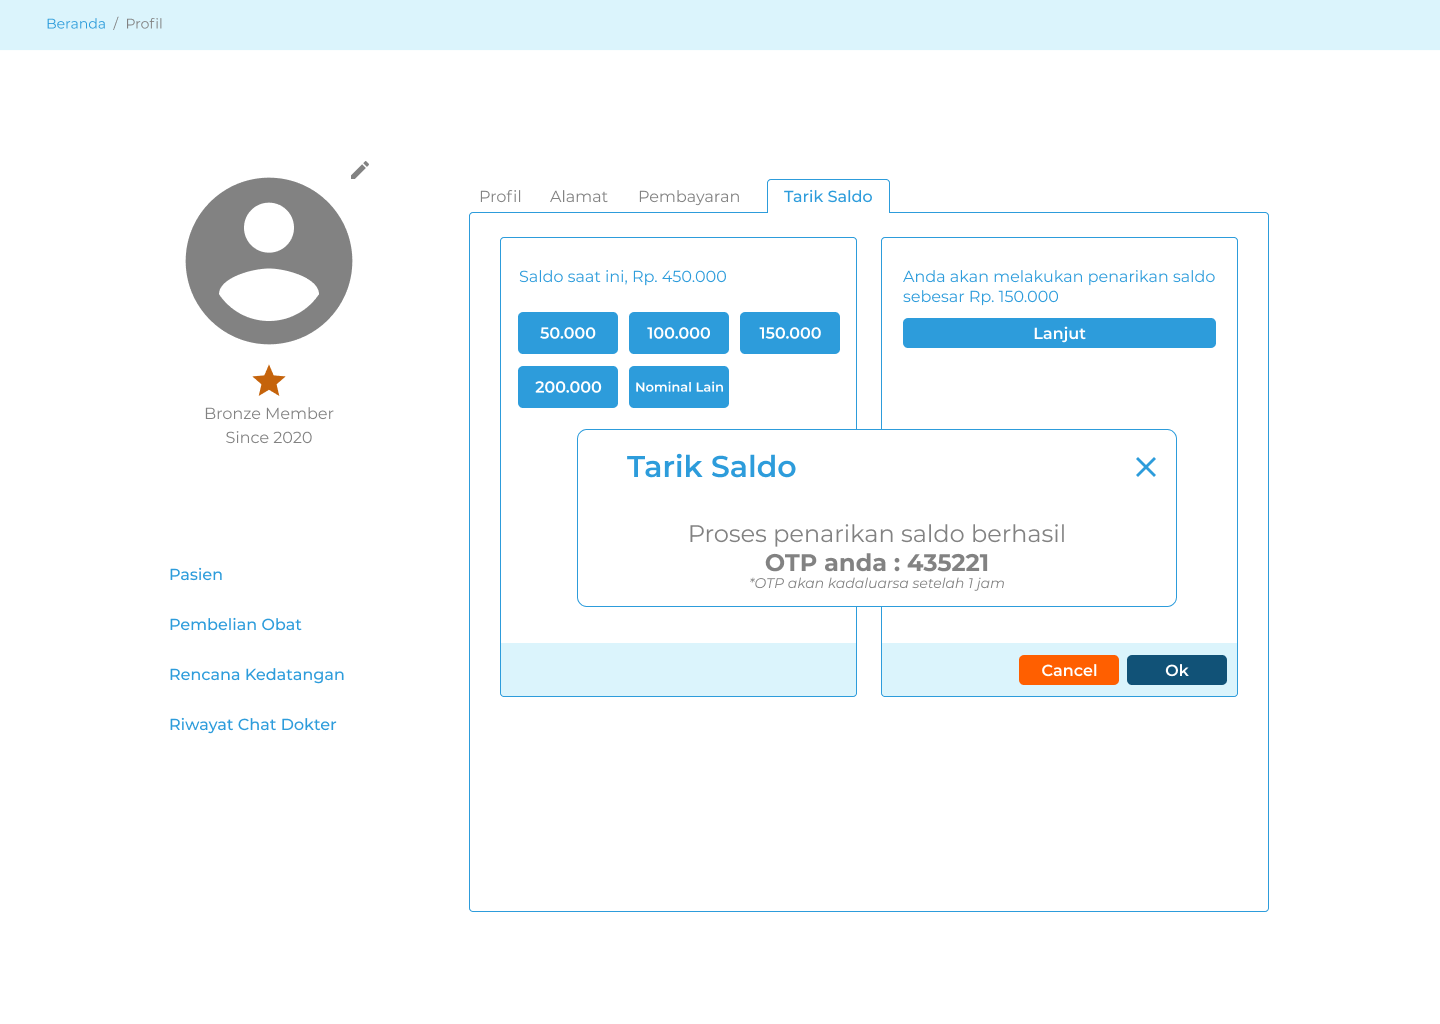 Beranda / Profil
Bronze Member
Since 2020
Pasien
Pembelian Obat
Rencana Kedatangan
Riwayat Chat Dokter
Profil Alamat Pembayaran Tarik Saldo
Saldo saat ini, Rp. 450.000
50.000 100.000 150.000
200.000 Nominal Lain
Anda akan melakukan penarikan saldo
sebesar Rp. 150.000
Lanjut
Tarik Saldo
Proses penarikan saldo berhasil
OTP anda : 435221
*OTP akan kadaluarsa setelah 1 jam
Cancel Ok